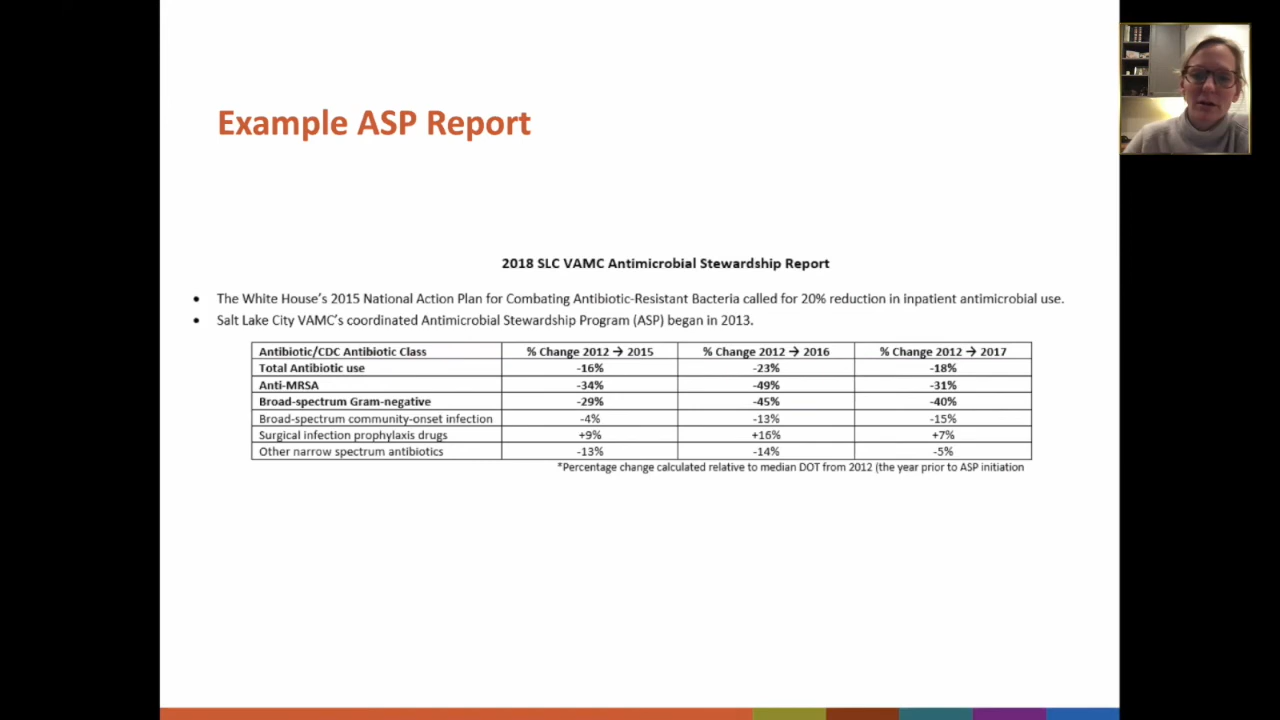 Example ASP Report
2018 SLC VAMC Antimicrobial Stewardship Report
• The White House's 2015 National Action Plan for Combating Antibiotic-Resistant Bacteria called for 20% reduction in inpatient antimicrobial use.
• Salt Lake City VAMC's coordinated Antimicrobial Stewardship Program (ASP) began in 2013.
Antibiotic/CDC Antibiotic Class % Change 2012 → 2015 % Change 2012 → 2016 % Change 2012 → 2017
Total Antibiotic use -16% -23% -18%
Anti-MRSA -34% -49% -31%
Broad-spectrum Gram-negative -29% -45% -40%
Broad-spectrum community-onset infection -4% -13% -15%
Surgical infection prophylaxis drugs +9% +16% +7%
Other narrow spectrum antibiotics -13% -14% -5%
*Percentage change calculated relative to median DOT from 2012 (the year prior to ASP initiation